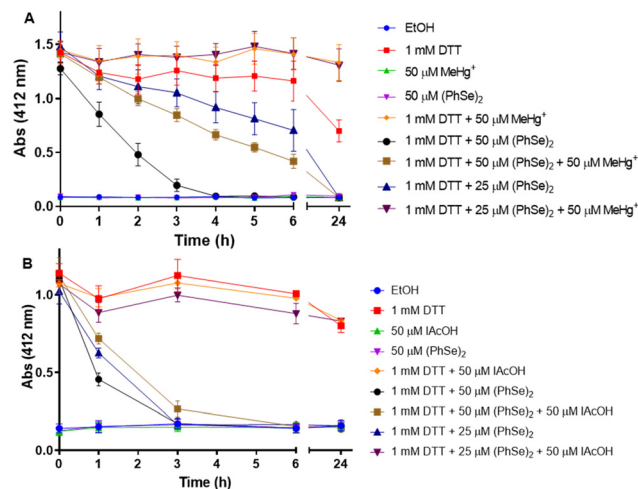 A
Abs (412 nm)
1.5
1.0
0.5
0.0
0 1 2 3 4 5 6 24
Time (h)
EtOH
1 mM DTT
50 µM MeHg⁺
50 µM (PhSe)₂
1 mM DTT + 50 µM MeHg⁺
1 mM DTT + 50 µM (PhSe)₂
1 mM DTT + 50 µM (PhSe)₂ + 50 µM MeHg⁺
1 mM DTT + 25 µM (PhSe)₂
1 mM DTT + 25 µM (PhSe)₂ + 50 µM MeHg⁺
B
Abs (412 nm)
1.0
0.5
0.0
0 1 2 3 4 5 6 24
Time (h)
EtOH
1 mM DTT
50 µM IAcOH
50 µM (PhSe)₂
1 mM DTT + 50 µM IAcOH
1 mM DTT + 50 µM (PhSe)₂
1 mM DTT + 50 µM (PhSe)₂ + 50 µM IAcOH
1 mM DTT + 25 µM (PhSe)₂
1 mM DTT + 25 µM (PhSe)₂ + 50 µM IAcOH